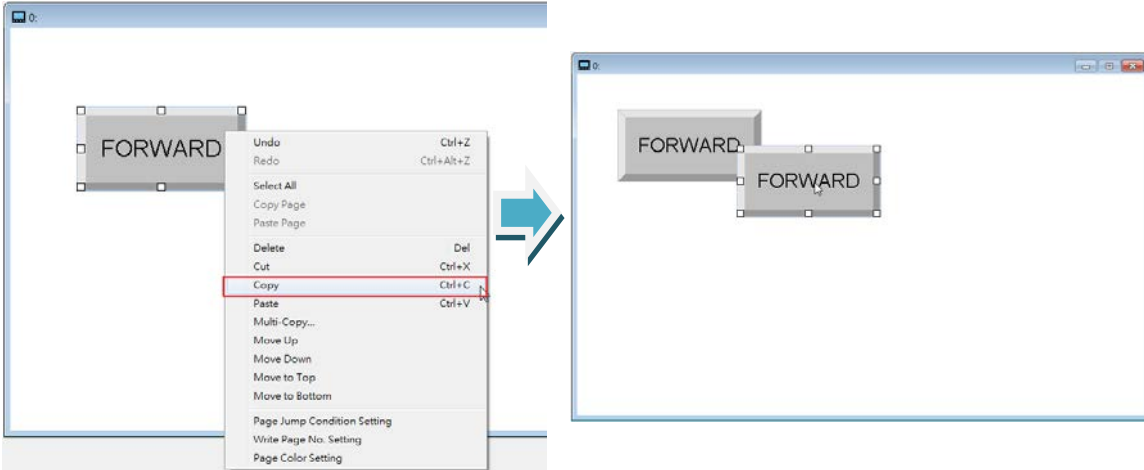 0:
FORWARD
Undo Ctrl+Z
Redo Ctrl+Alt+Z
Select All
Copy Page
Paste Page
Delete Del
Cut Ctrl+X
Copy Ctrl+C
Paste Ctrl+V
Multi-Copy...
Move Up
Move Down
Move to Top
Move to Bottom
Page Jump Condition Setting
Write Page No. Setting
Page Color Setting
0:
FORWARD
FORWARD